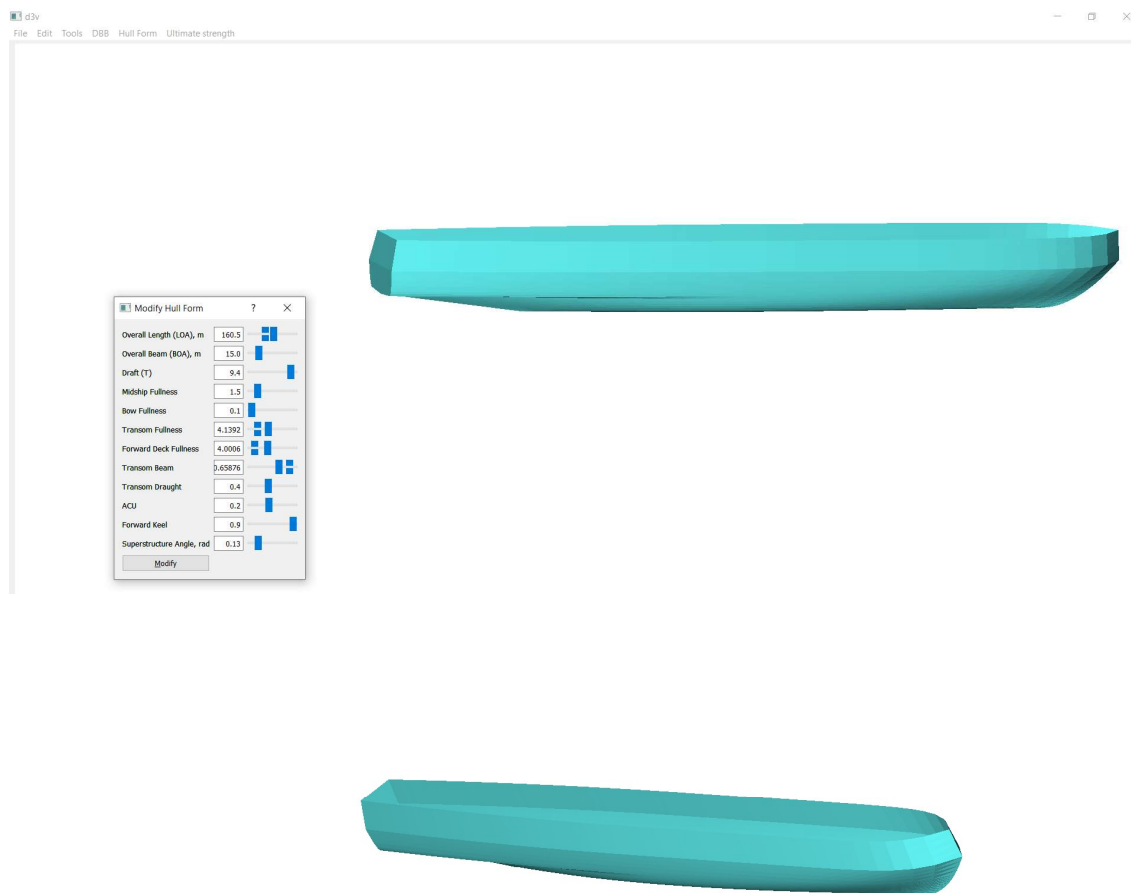 d3v
File Edit Tools DBB Hull Form Ultimate strength
Modify Hull Form ?
Overall Length (LOA), m 160.5
Overall Beam (BOA), m 15.0
Draft (T) 9.4
Midship Fullness 1.5
Bow Fullness 0.1
Transom Fullness 4.1392
Forward Deck Fullness 4.0006
Transom Beam 0.65876
Transom Draught 0.4
ACU 0.2
Forward Keel 0.9
Superstructure Angle, rad 0.13
Modify